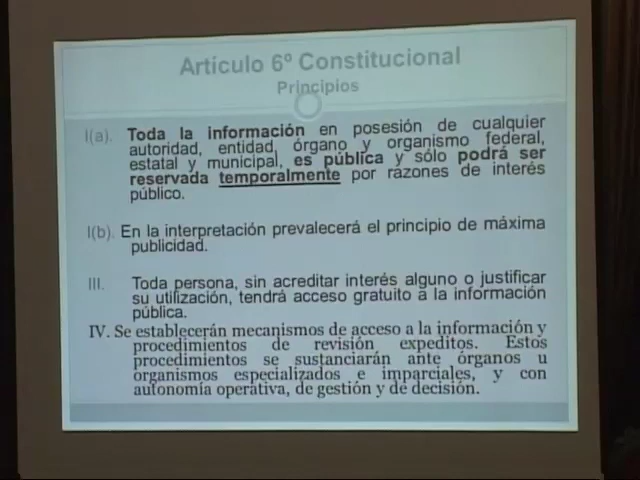 Artículo 6º Constitucional
Principios
I(a). Toda la información en posesión de cualquier
autoridad, entidad, órgano y organismo federal,
estatal y municipal, es pública y sólo podrá ser
reservada temporalmente por razones de interés
público.
I(b). En la interpretación prevalecerá el principio de máxima
publicidad.
III. Toda persona, sin acreditar interés alguno o justificar
su utilización, tendrá acceso gratuito a la información
pública.
IV. Se establecerán mecanismos de acceso a la información y
procedimientos de revisión expeditos. Estos
procedimientos se sustanciarán ante órganos u
organismos especializados e imparciales, y con
autonomía operativa, de gestión y de decisión.